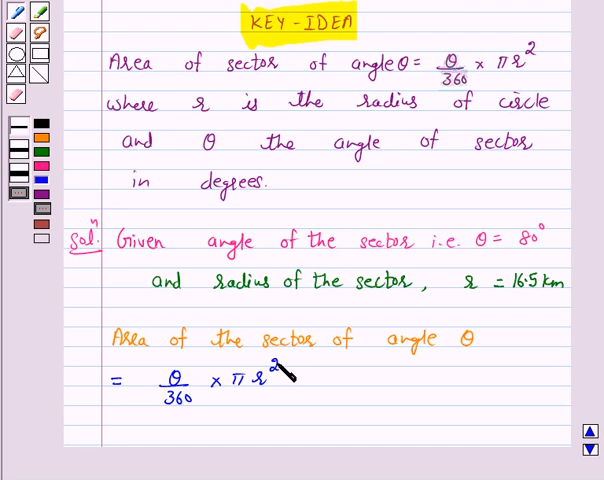 KEY-IDEA
Area of sector of angle θ = θ/360 × πr²
where r is the radius of circle
and θ the angle of sector
in degrees.
Solⁿ. Given angle of the sector i.e. θ = 80°
and radius of the sector, r = 16.5 km
Area of the sector of angle θ
= θ/360 × πr²